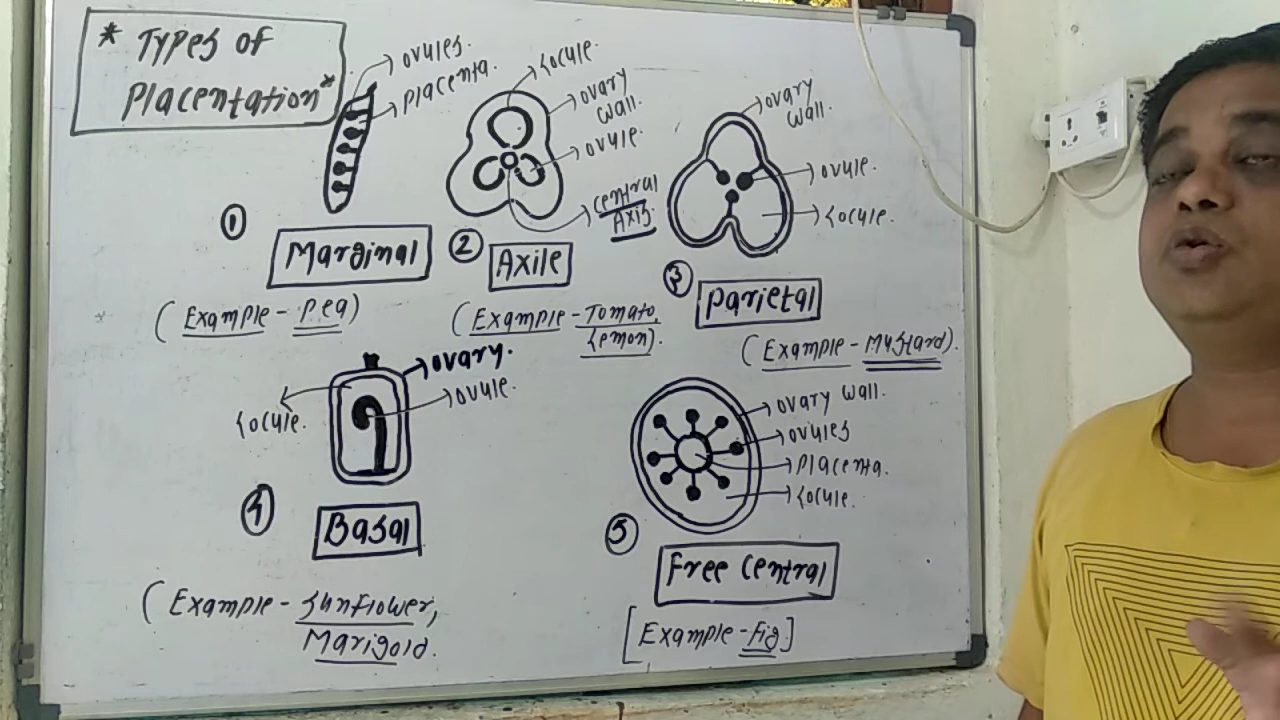 * Types of
Placentation *
ovules.
placenta.
① Marginal
(Example - Pea)
Locule.
ovary
wall.
ovule.
central
Axis.
② Axile
(Example - Tomato,
Lemon).
ovary
wall.
ovule.
Locule.
③ Parietal
(Example - Mustard).
ovary.
ovule.
Locule.
④ Basal
(Example - Sunflower,
Marigold.
ovary wall.
ovules
placenta.
Locule.
⑤ Free Central
[Example - Fig]